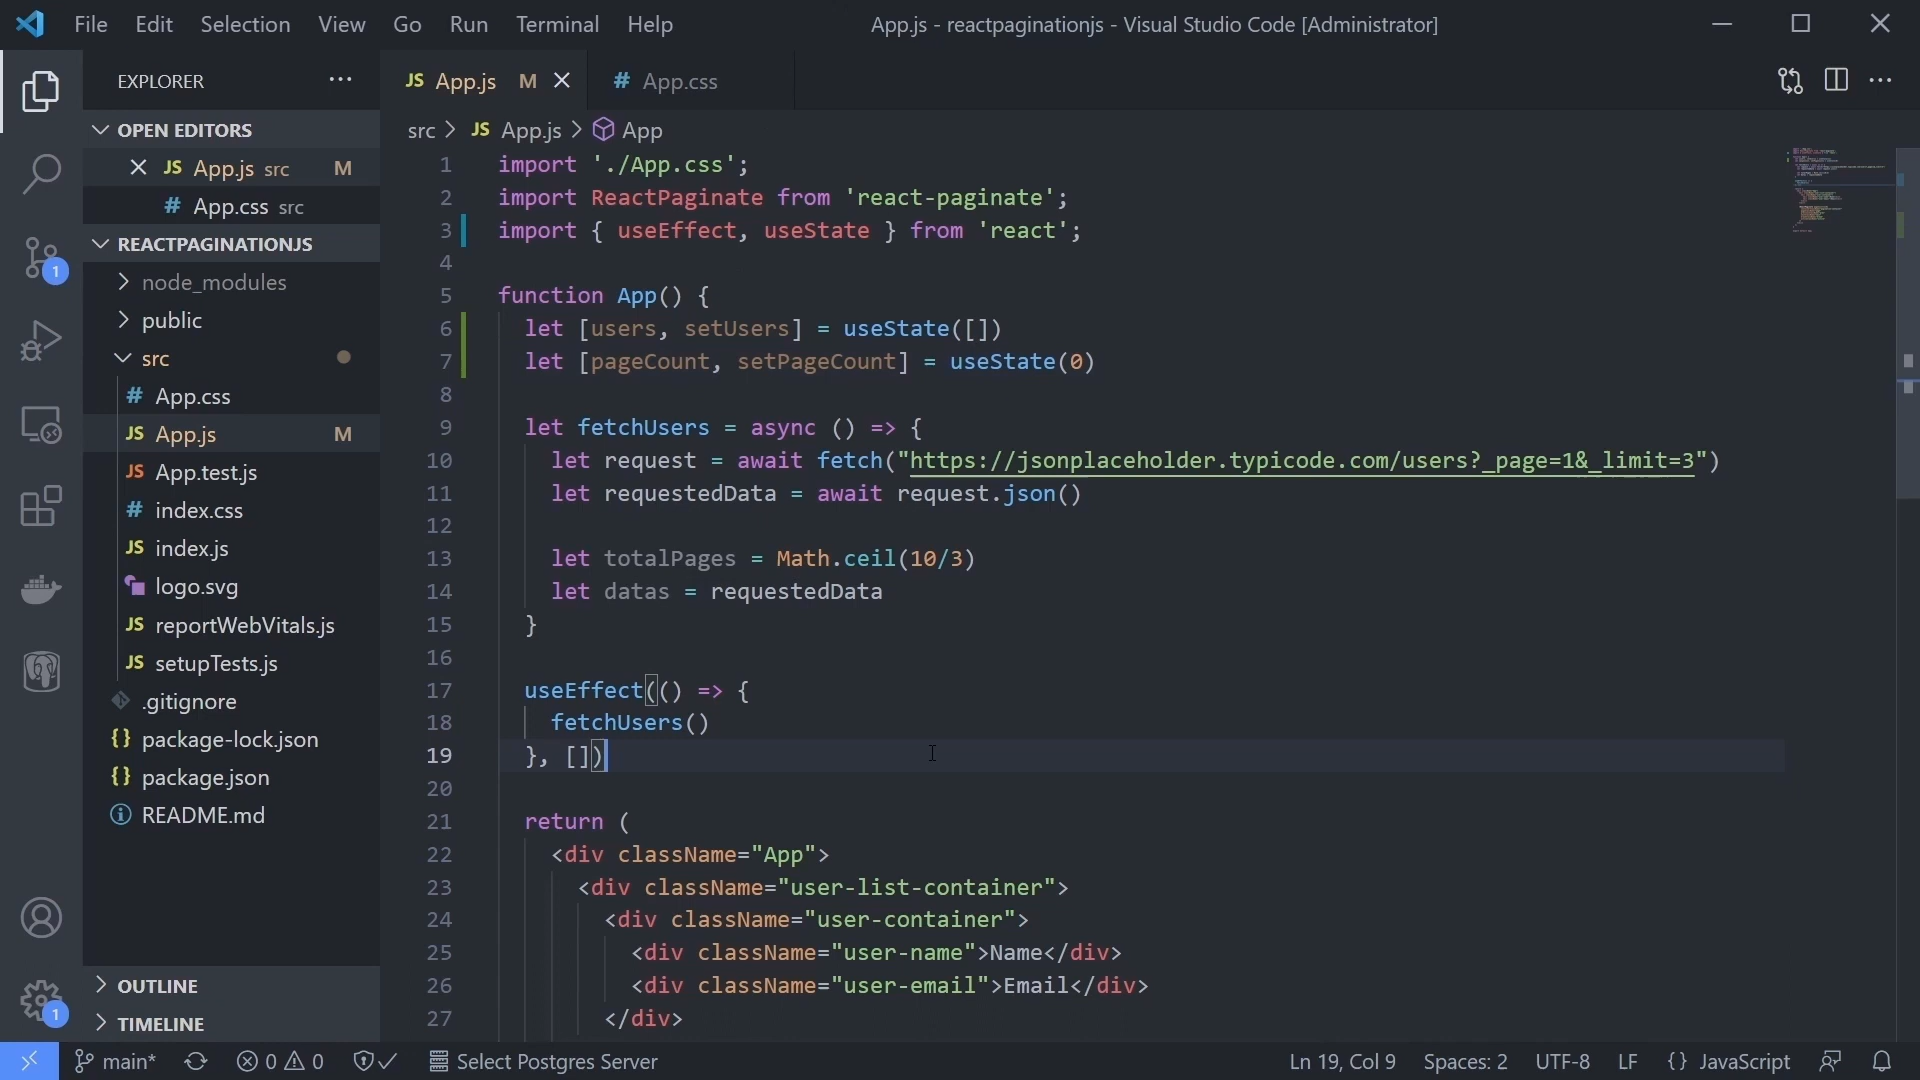 File Edit Selection View Go Run Terminal Help
App.js - reactpaginationjs - Visual Studio Code [Administrator]
EXPLORER
OPEN EDITORS
JS App.js src M
# App.css src
REACTPAGINATIONJS
node_modules
public
src
# App.css
JS App.js M
JS App.test.js
# index.css
JS index.js
logo.svg
JS reportWebVitals.js
JS setupTests.js
.gitignore
{} package-lock.json
{} package.json
README.md
OUTLINE
TIMELINE
1
1
JS App.js M
# App.css
src > JS App.js > App
1 import './App.css';
2 import ReactPaginate from 'react-paginate';
3 import { useEffect, useState } from 'react';
4
5 function App() {
6 let [users, setUsers] = useState([])
7 let [pageCount, setPageCount] = useState(0)
8
9 let fetchUsers = async () => {
10 let request = await fetch("https://jsonplaceholder.typicode.com/users?_page=1&_limit=3")
11 let requestedData = await request.json()
12
13 let totalPages = Math.ceil(10/3)
14 let datas = requestedData
15 }
16
17 useEffect(() => {
18 fetchUsers()
19 }, [])
20
21 return (
22 <div className="App">
23 <div className="user-list-container">
24 <div className="user-container">
25 <div className="user-name">Name</div>
26 <div className="user-email">Email</div>
27 </div>
main* 0 0 Select Postgres Server
Ln 19, Col 9 Spaces: 2 UTF-8 LF {} JavaScript